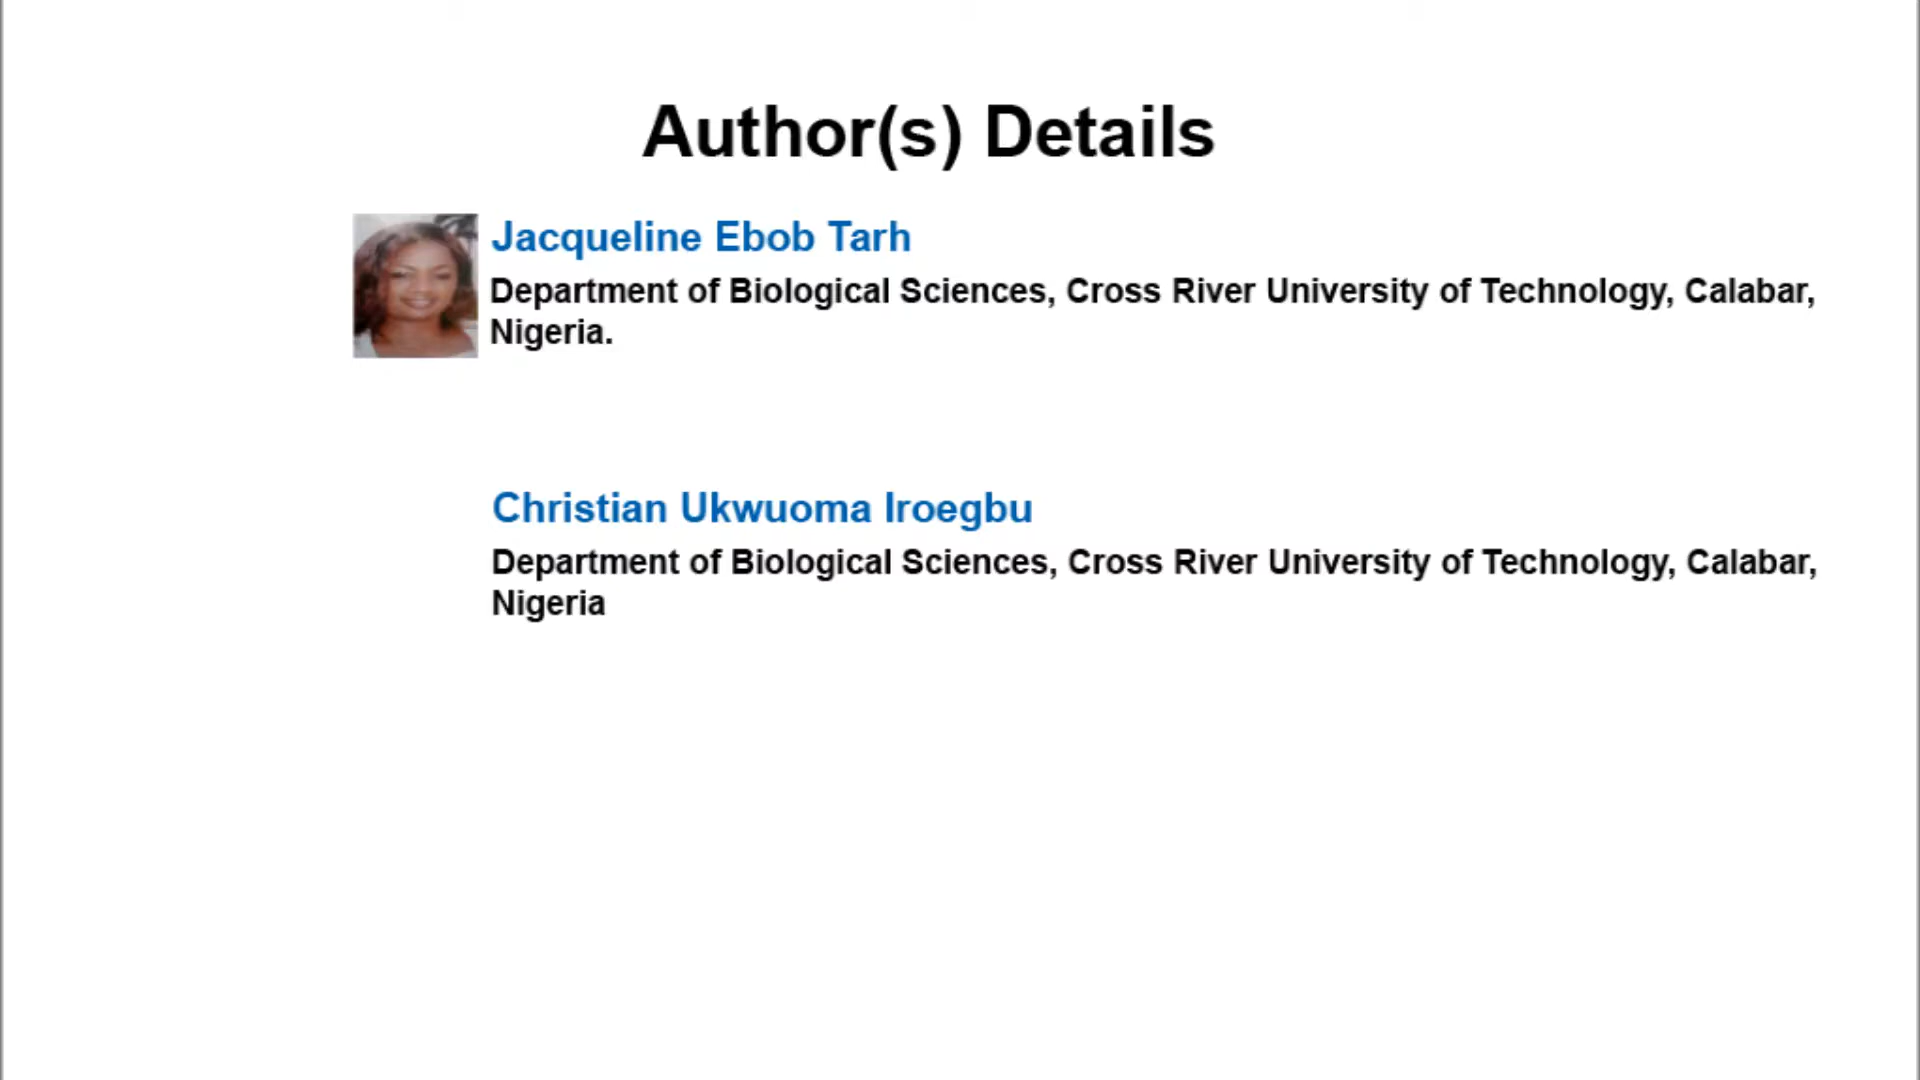 Author(s) Details
Jacqueline Ebob Tarh
Department of Biological Sciences, Cross River University of Technology, Calabar,
Nigeria.
Christian Ukwuoma Iroegbu
Department of Biological Sciences, Cross River University of Technology, Calabar,
Nigeria